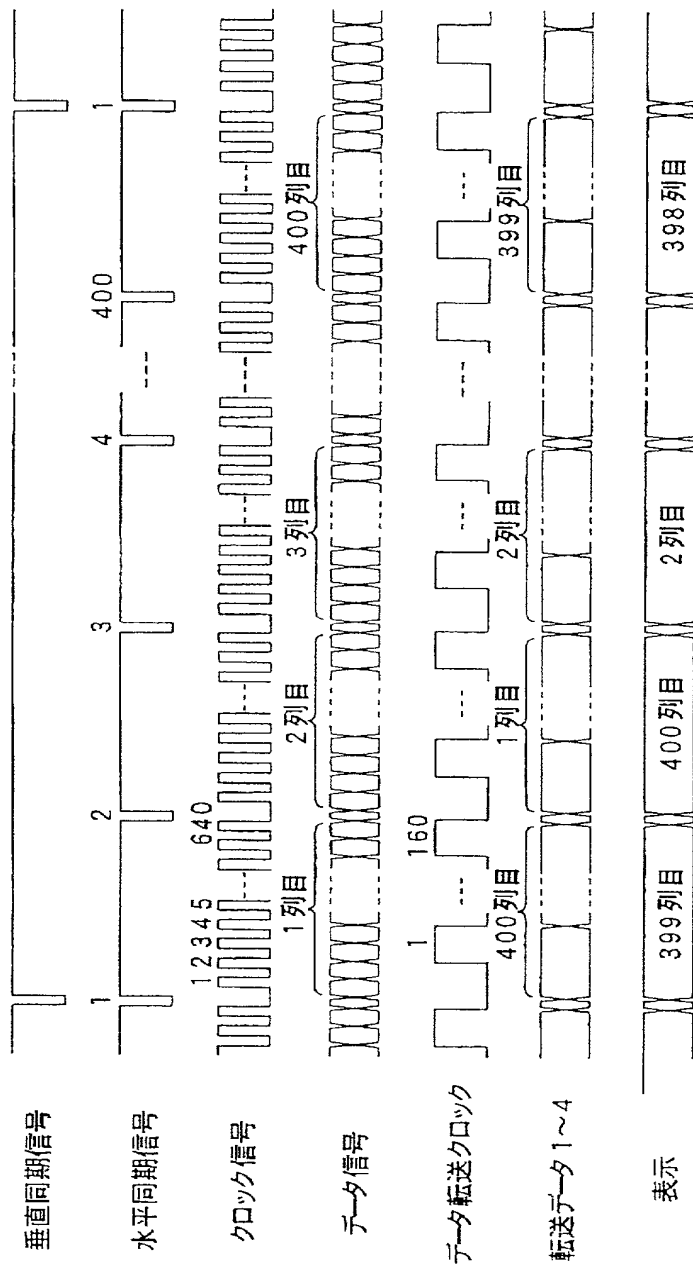 垂直同期信号
水平同期信号
1
2
3
4
400
1
クロック信号
1 2 3 4 5
640
データ信号
1列目
2列目
3列目
400列目
データ転送クロック
1
160
転送データ1～4
400列目
1列目
2列目
399列目
表示
399列目
400列目
2列目
398列目